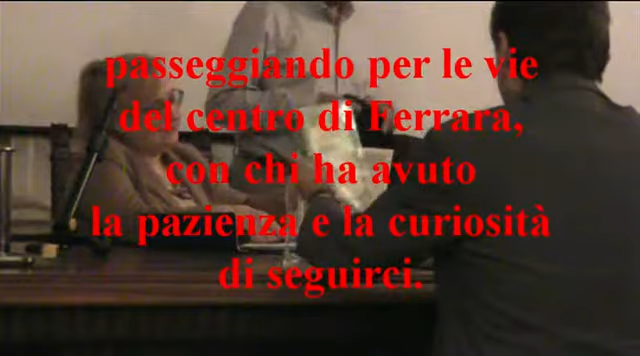 passeggiando per le vie
del centro di Ferrara,
con chi ha avuto
la pazienza e la curiosità
di seguirci.